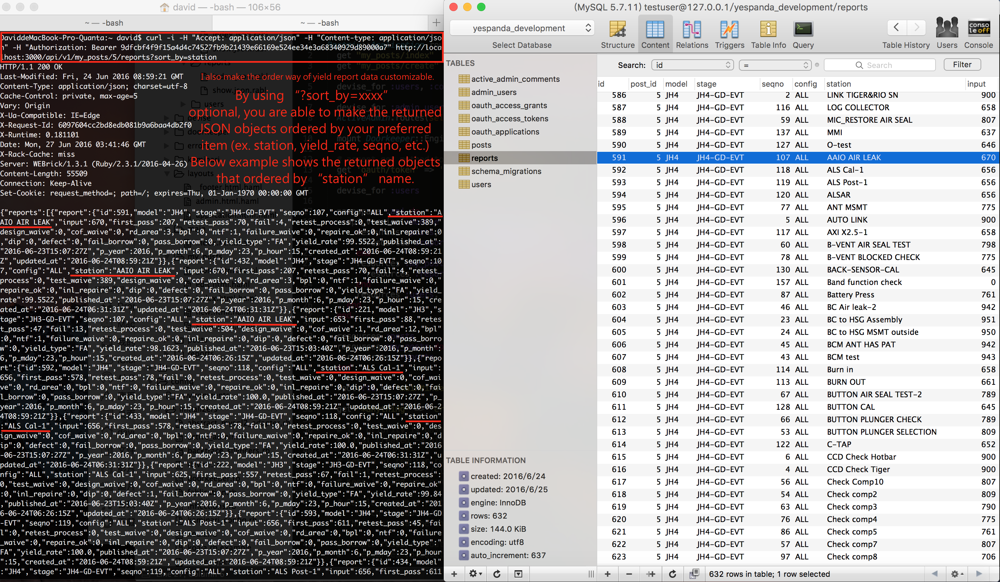 david — -bash — 106×56
~ — -bash
~ — -bash
DaviddeMacBook-Pro-Quanta:~ david$ curl -i -H "Accept: application/json" -H "Content-type: application/jso
n" -H "Authorization: Bearer 9dfcbf4f9f15a4d4c74527fb9b21439e66169e524ee34e3a68340929d89000a7" http://loca
lhost:3000/api/v1/my_posts/5/reports?sort_by=station
HTTP/1.1 200 OK
Last-Modified: Fri, 24 Jun 2016 08:59:21 GMT
Content-Type: application/json; charset=utf-8
Cache-Control: private, max-age=5
Vary: Origin
X-Ua-Compatible: IE=Edge
X-Request-Id: 6097604cc2bd8edb081b9a6baa4db2f0
X-Runtime: 0.181101
Date: Mon, 27 Jun 2016 03:41:46 GMT
X-Rack-Cache: miss
Server: WEBrick/1.3.1 (Ruby/2.3.1/2016-04-26)
Content-Length: 55509
Connection: Keep-Alive
Set-Cookie: request_method=; path=/; expires=Thu, 01-Jan-1970 00:00:00 GMT
I also make the order way of yield report data customizable.
By using “?sort_by=xxxx”
optional, you are able to make the returned
JSON objects ordered by your preferred
item (ex. station, yield_rate, seqno, etc.)
Below example shows the returned objects
that ordered by “station” name.
{"reports":[{"report":{"id":591,"model":"JH4","stage":"JH4-GD-EVT","seqno":107,"config":"ALL","station":"A
AIO AIR LEAK","input":670,"first_pass":207,"retest_pass":70,"fail":4,"retest_process":0,"test_waive":389,"
design_waive":0,"cof_waive":0,"rd_area":3,"bpl":0,"ntf":1,"failure_waive":0,"repaire_ok":0,"inl_repaire":0
,"dip":0,"defect":0,"fail_borrow":0,"pass_borrow":0,"yield_type":"FA","yield_rate":99.5522,"published_at":
"2016-06-23T15:07:27Z","p_year":2016,"p_month":6,"p_mday":23,"p_hour":15,"created_at":"2016-06-24T08:59:21
Z","updated_at":"2016-06-24T08:59:21Z"}},{"report":{"id":432,"model":"JH4","stage":"JH4-GD-EVT","seqno":10
7,"config":"ALL","station":"AAIO AIR LEAK","input":670,"first_pass":207,"retest_pass":70,"fail":4,"retest_
process":0,"test_waive":389,"design_waive":0,"cof_waive":0,"rd_area":3,"bpl":0,"ntf":1,"failure_waive":0,"
repaire_ok":0,"inl_repaire":0,"dip":0,"defect":0,"fail_borrow":0,"pass_borrow":0,"yield_type":"FA","yield_
rate":99.5522,"published_at":"2016-06-23T15:07:27Z","p_year":2016,"p_month":6,"p_mday":23,"p_hour":15,"cre
ated_at":"2016-06-24T06:31:31Z","updated_at":"2016-06-24T06:31:31Z"}},{"report":{"id":221,"model":"JH3","s
tage":"JH3-GD-EVT","seqno":107,"config":"ALL","station":"AAIO AIR LEAK","input":653,"first_pass":88,"retes
t_pass":47,"fail":13,"retest_process":0,"test_waive":504,"design_waive":0,"cof_waive":1,"rd_area":12,"bpl"
:0,"ntf":1,"failure_waive":0,"repaire_ok":0,"inl_repaire":0,"dip":0,"defect":0,"fail_borrow":0,"pass_borro
w":0,"yield_type":"FA","yield_rate":98.1623,"published_at":"2016-06-23T15:03:40Z","p_year":2016,"p_month":
6,"p_mday":23,"p_hour":15,"created_at":"2016-06-24T06:26:15Z","updated_at":"2016-06-24T06:26:15Z"}},{"repo
rt":{"id":592,"model":"JH4","stage":"JH4-GD-EVT","seqno":118,"config":"ALL","station":"ALS Cal-1","input":
656,"first_pass":578,"retest_pass":78,"fail":0,"retest_process":0,"test_waive":0,"design_waive":0,"cof_wai
ve":0,"rd_area":0,"bpl":0,"ntf":0,"failure_waive":0,"repaire_ok":0,"inl_repaire":0,"dip":0,"defect":0,"fai
l_borrow":0,"pass_borrow":0,"yield_type":"FA","yield_rate":100.0,"published_at":"2016-06-23T15:07:27Z","p_
year":2016,"p_month":6,"p_mday":23,"p_hour":15,"created_at":"2016-06-24T08:59:21Z","updated_at":"2016-06-2
4T08:59:21Z"}},{"report":{"id":433,"model":"JH4","stage":"JH4-GD-EVT","seqno":118,"config":"ALL","station"
:"ALS Cal-1","input":656,"first_pass":578,"retest_pass":78,"fail":0,"retest_process":0,"test_waive":0,"des
ign_waive":0,"cof_waive":0,"rd_area":0,"bpl":0,"ntf":0,"failure_waive":0,"repaire_ok":0,"inl_repaire":0,"d
ip":0,"defect":0,"fail_borrow":0,"pass_borrow":0,"yield_type":"FA","yield_rate":100.0,"published_at":"2016
-06-23T15:07:27Z","p_year":2016,"p_month":6,"p_mday":23,"p_hour":15,"created_at":"2016-06-24T06:31:31Z","u
pdated_at":"2016-06-24T06:31:31Z"}},{"report":{"id":222,"model":"JH3","stage":"JH3-GD-EVT","seqno":118,"co
nfig":"ALL","station":"ALS Cal-1","input":625,"first_pass":557,"retest_pass":67,"fail":1,"retest_process":
0,"test_waive":0,"design_waive":0,"cof_waive":0,"rd_area":0,"bpl":0,"ntf":0,"failure_waive":0,"repaire_ok"
:0,"inl_repaire":0,"dip":0,"defect":1,"fail_borrow":0,"pass_borrow":0,"yield_type":"FA","yield_rate":99.84
,"published_at":"2016-06-23T15:03:40Z","p_year":2016,"p_month":6,"p_mday":23,"p_hour":15,"created_at":"201
6-06-24T06:26:15Z","updated_at":"2016-06-24T06:26:15Z"}},{"report":{"id":593,"model":"JH4","stage":"JH4-GD
-EVT","seqno":119,"config":"ALL","station":"ALS Post-1","input":656,"first_pass":611,"retest_pass":45,"fai
l":0,"retest_process":0,"test_waive":0,"design_waive":0,"cof_waive":0,"rd_area":0,"bpl":0,"ntf":0,"failure
_waive":0,"repaire_ok":0,"inl_repaire":0,"dip":0,"defect":0,"fail_borrow":0,"pass_borrow":0,"yield_type":"
FA","yield_rate":100.0,"published_at":"2016-06-23T15:07:27Z","p_year":2016,"p_month":6,"p_mday":23,"p_hour
":15,"created_at":"2016-06-24T08:59:21Z","updated_at":"2016-06-24T08:59:21Z"}},{"report":{"id":434,"model"
:"JH4","stage":"JH4-GD-EVT","seqno":119,"config":"ALL","station":"ALS Post-1","input":656,"first_pass":611
(MySQL 5.7.11) testuser@127.0.0.1/yespanda_development/reports
yespanda_development
Select Database
Structure Content Relations Triggers Table Info Query
Table History Users Console
conso
le off
TABLES
active_admin_comments
admin_users
oauth_access_grants
oauth_access_tokens
oauth_applications
posts
reports
schema_migrations
users
TABLE INFORMATION
created: 2016/6/24
updated: 2016/6/25
engine: InnoDB
rows: 632
size: 144.0 KiB
encoding: utf8
auto_increment: 637
Search: id = Search Filter
id post_id model stage seqno config station input
586 5 JH4 JH4-GD-EVT 2 ALL LINK TIGER&RIO SN 900
587 5 JH4 JH4-GD-EVT 116 ALL LOG COLLECTOR 658
588 5 JH4 JH4-GD-EVT 59 ALL MIC_RESTORE AIR SEAL 807
589 5 JH4 JH4-GD-EVT 137 ALL MMI 637
590 5 JH4 JH4-GD-EVT 127 ALL O-test 646
591 5 JH4 JH4-GD-EVT 107 ALL AAIO AIR LEAK 670
592 5 JH4 JH4-GD-EVT 118 ALL ALS Cal-1 656
593 5 JH4 JH4-GD-EVT 119 ALL ALS Post-1 656
594 5 JH4 JH4-GD-EVT 120 ALL ALSAR 656
595 5 JH4 JH4-GD-EVT 77 ALL ANT MSMT 775
596 5 JH4 JH4-GD-EVT 5 ALL AUTO LINK 900
597 5 JH4 JH4-GD-EVT 117 ALL AXI X2.5-1 658
598 5 JH4 JH4-GD-EVT 60 ALL B-VENT AIR SEAL TEST 798
599 5 JH4 JH4-GD-EVT 78 ALL B-VENT BLOCKED CHECK 775
600 5 JH4 JH4-GD-EVT 130 ALL BACK-SENSOR-CAL 645
601 5 JH4 JH4-GD-EVT 157 ALL Band function check 0
602 5 JH4 JH4-GD-EVT 87 ALL Battery Press 761
603 5 JH4 JH4-GD-EVT 46 ALL BC Air leak-2 942
604 5 JH4 JH4-GD-EVT 23 ALL BC to HSG Assembly 951
605 5 JH4 JH4-GD-EVT 24 ALL BC to HSG MSMT outside 950
606 5 JH4 JH4-GD-EVT 45 ALL BCM ANT HAS PAT 942
607 5 JH4 JH4-GD-EVT 43 ALL BCM test 943
608 5 JH4 JH4-GD-EVT 114 ALL Burn in 658
609 5 JH4 JH4-GD-EVT 113 ALL BURN OUT 661
610 5 JH4 JH4-GD-EVT 67 ALL BUTTON AIR SEAL TEST-2 789
611 5 JH4 JH4-GD-EVT 128 ALL BUTTON CAL 645
612 5 JH4 JH4-GD-EVT 66 ALL BUTTON PLUNGER CHECK 789
613 5 JH4 JH4-GD-EVT 53 ALL BUTTON PLUNGER SELECTION 809
614 5 JH4 JH4-GD-EVT 122 ALL C-TAP 652
615 5 JH4 JH4-GD-EVT 6 ALL CCD Check Hotbar 900
616 5 JH4 JH4-GD-EVT 4 ALL CCD Check Tiger 900
617 5 JH4 JH4-GD-EVT 56 ALL Check Comp10 807
618 5 JH4 JH4-GD-EVT 54 ALL Check comp2 809
619 5 JH4 JH4-GD-EVT 63 ALL Check comp3 790
620 5 JH4 JH4-GD-EVT 76 ALL Check comp4 775
621 5 JH4 JH4-GD-EVT 86 ALL Check comp5 761
622 5 JH4 JH4-GD-EVT 57 ALL Check comp7 807
623 5 JH4 JH4-GD-EVT 97 ALL Check comp8 706
632 rows in table; 1 row selected